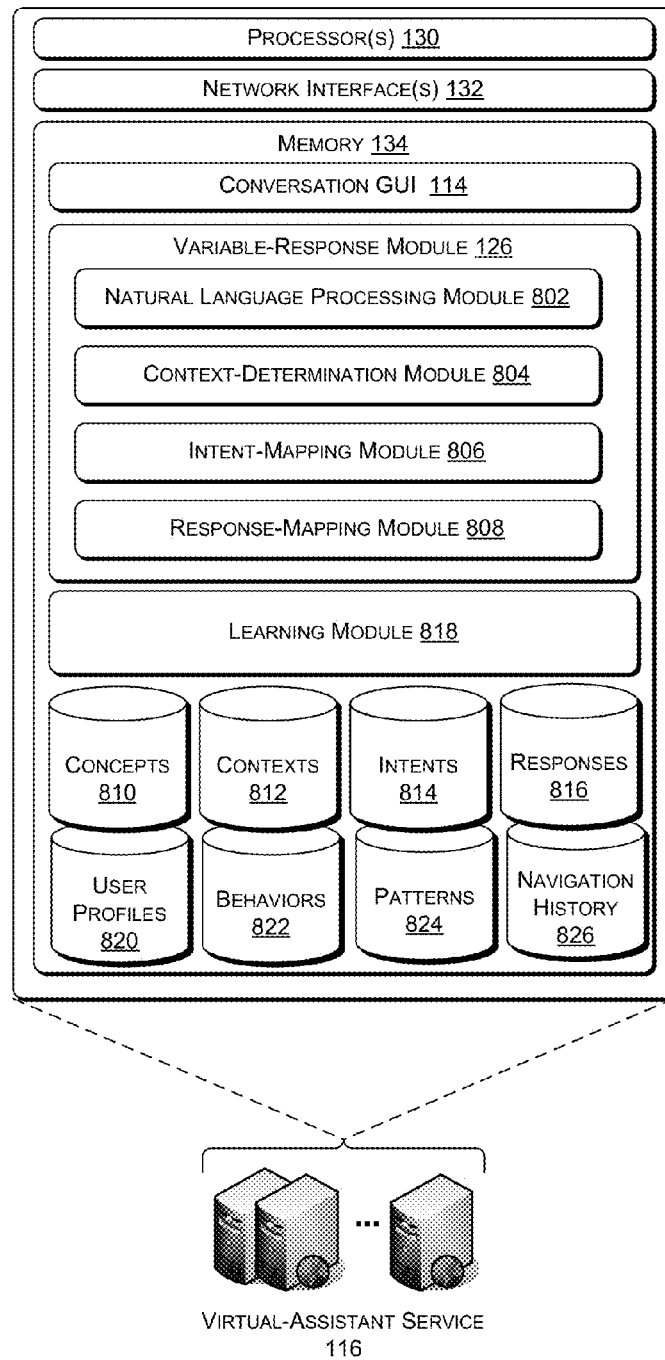 PROCESSOR(S) 130
NETWORK INTERFACE(S) 132
MEMORY 134
CONVERSATION GUI 114
VARIABLE-RESPONSE MODULE 126
NATURAL LANGUAGE PROCESSING MODULE 802
CONTEXT-DETERMINATION MODULE 804
INTENT-MAPPING MODULE 806
RESPONSE-MAPPING MODULE 808
LEARNING MODULE 818
CONCEPTS
810
CONTEXTS
812
INTENTS
814
RESPONSES
816
USER
PROFILES
820
BEHAVIORS
822
PATTERNS
824
NAVIGATION
HISTORY
826
...
VIRTUAL-ASSISTANT SERVICE
116